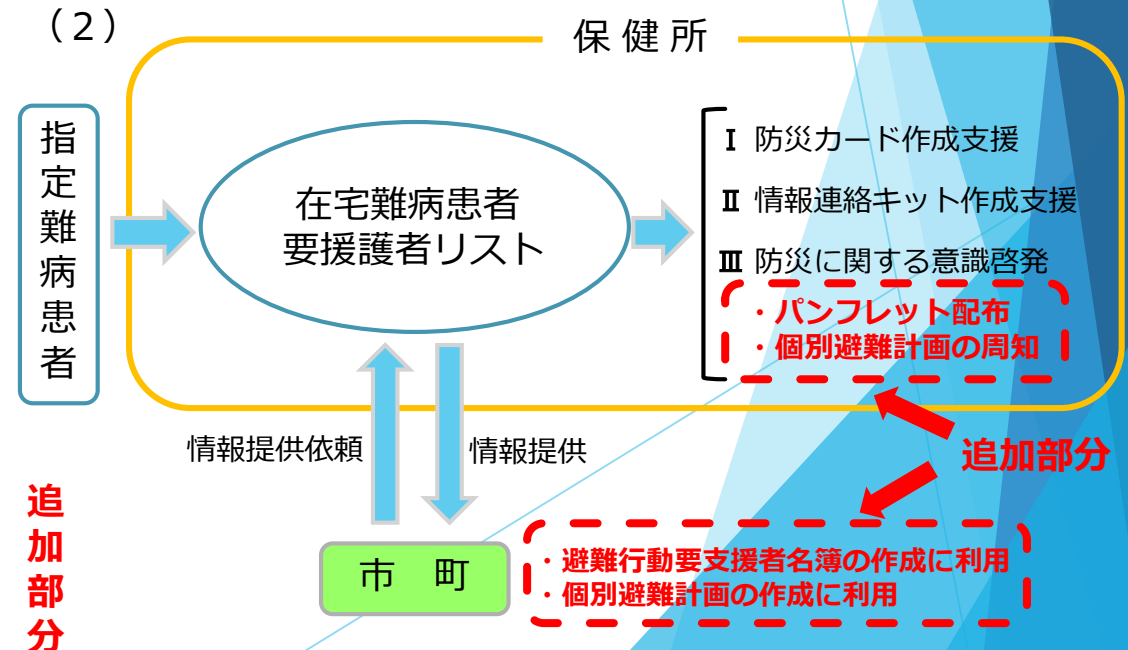 （２）
保健所
指定難病患者
在宅難病患者
要援護者リスト
Ⅰ 防災カード作成支援
Ⅱ 情報連絡キット作成支援
Ⅲ 防災に関する意識啓発
・パンフレット配布
・個別避難計画の周知
情報提供依頼
情報提供
追加部分
追加部分
市　町
・避難行動要支援者名簿の作成に利用
・個別避難計画の作成に利用